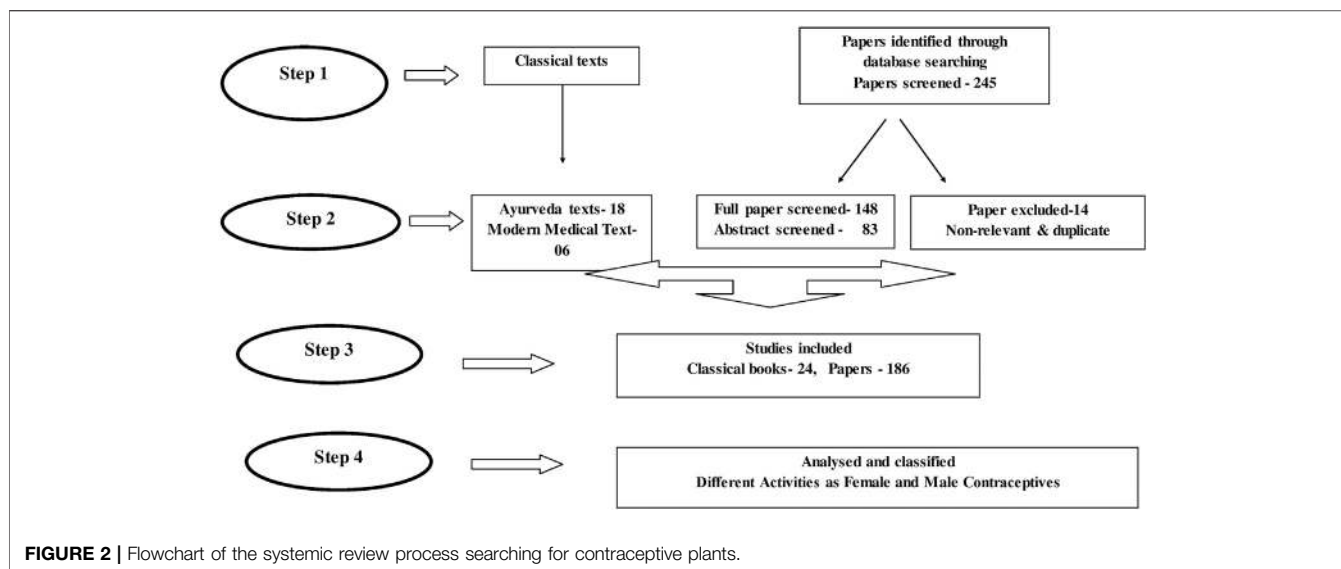 Step 1
Classical texts
Papers identified through
database searching
Papers screened - 245
Step 2
Ayurveda texts- 18
Modern Medical Text-
06
Full paper screened- 148
Abstract screened - 83
Paper excluded-14
Non-relevant & duplicate
Step 3
Studies included
Classical books- 24, Papers - 186
Step 4
Analysed and classified
Different Activities as Female and Male Contraceptives
FIGURE 2 | Flowchart of the systemic review process searching for contraceptive plants.